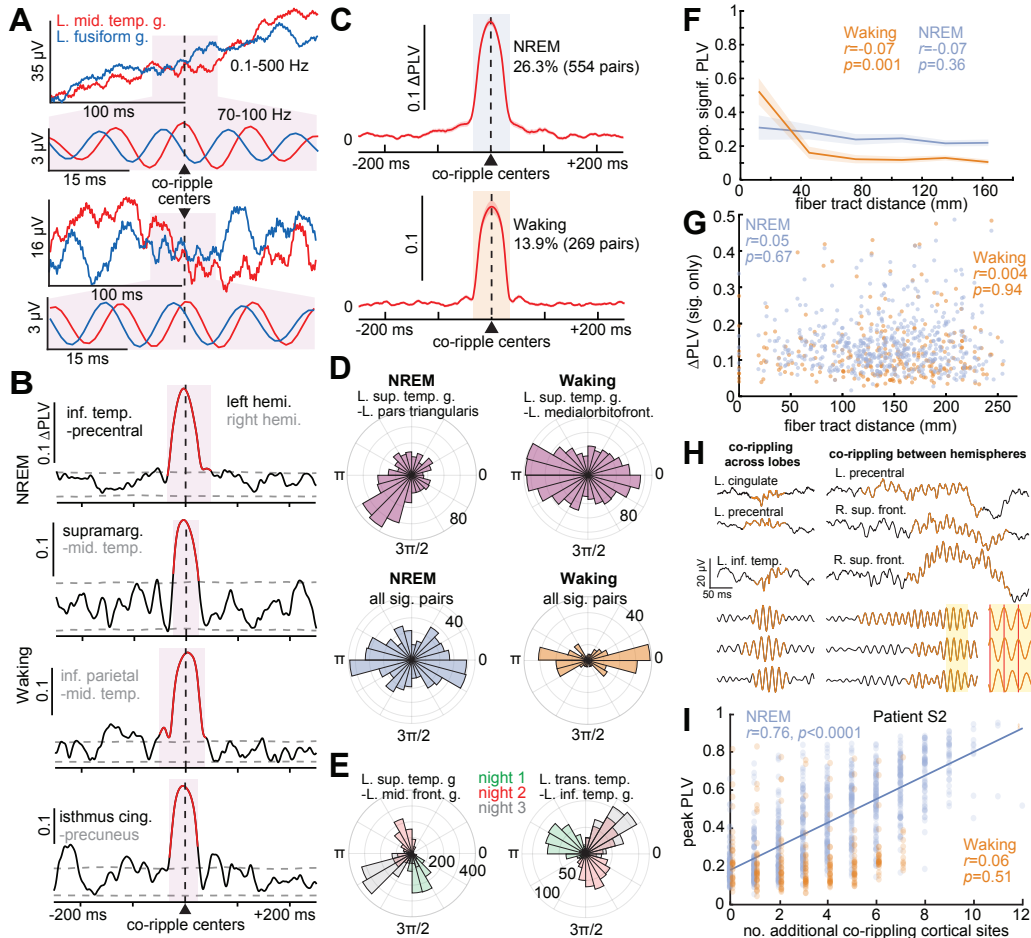 A
L. mid. temp. g.
L. fusiform g.
35 µV
0.1-500 Hz
100 ms
70-100 Hz
3 µV
15 ms
co-ripple
centers
16 µV
100 ms
3 µV
15 ms
B
NREM
0.1 ΔPLV
inf. temp.
-precentral
left hemi.
right hemi.
0.1
supramarg.
-mid. temp.
Waking
0.1
inf. parietal
-mid. temp.
0.1
isthmus cing.
-precuneus
-200 ms
+200 ms
co-ripple centers
C
0.1 ΔPLV
NREM
26.3% (554 pairs)
0
-200 ms
+200 ms
co-ripple centers
0.1
Waking
13.9% (269 pairs)
0
-200 ms
+200 ms
co-ripple centers
D
NREM
L. sup. temp. g.
-L. pars triangularis
π
0
80
3π/2
Waking
L. sup. temp. g.
-L. medialorbitofront.
π
0
80
3π/2
NREM
all sig. pairs
40
π
0
3π/2
Waking
all sig. pairs
40
π
0
3π/2
E
L. sup. temp. g
-L. mid. front. g.
night 1
night 2
night 3
L. trans. temp.
-L. inf. temp. g.
π
0
200
400
3π/2
π
0
50
100
3π/2
F
Waking
r=-0.07
p=0.001
NREM
r=-0.07
p=0.36
prop. signif. PLV
1
0.8
0.6
0.4
0.2
0
0 40 80 120 160
fiber tract distance (mm)
G
NREM
r=0.05
p=0.67
Waking
r=0.004
p=0.94
ΔPLV (sig. only)
0.5
0.4
0.3
0.2
0.1
0
0 50 100 150 200 250
fiber tract distance (mm)
H
co-rippling
across lobes
co-rippling between hemispheres
L. cingulate
L. precentral
L. inf. temp.
L. precentral
R. sup. front.
R. sup. front.
20 µV
50 ms
I
NREM
r=0.76, p<0.0001
Patient S2
Waking
r=0.06
p=0.51
peak PLV
1
0.8
0.6
0.4
0.2
0
0 2 4 6 8 10 12
no. additional co-rippling cortical sites